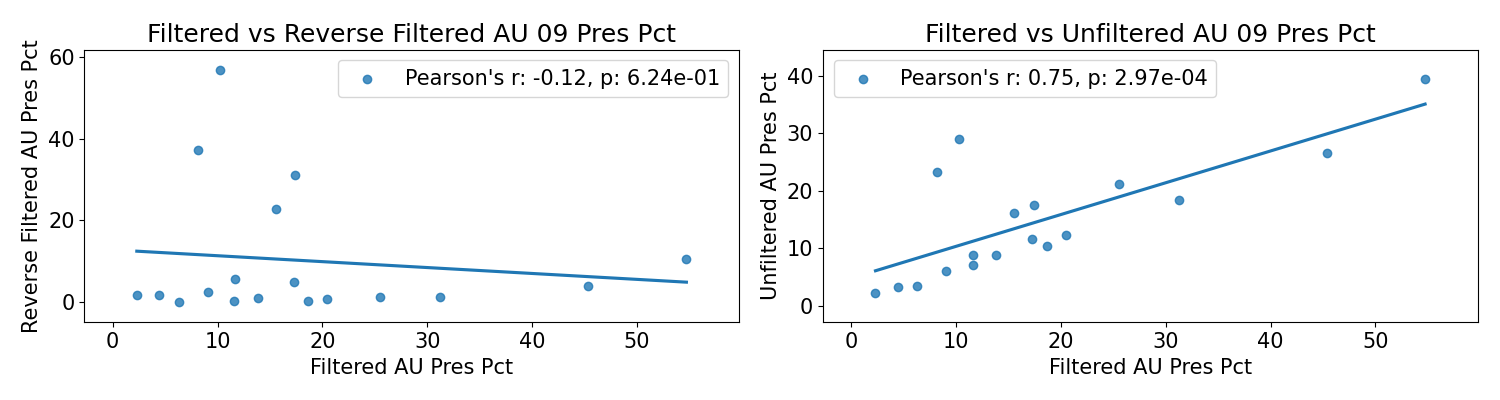 Filtered vs Reverse Filtered AU 09 Pres Pct
Reverse Filtered AU Pres Pct
60
40
20
0
Pearson's r: -0.12, p: 6.24e-01
0 10 20 30 40 50
Filtered AU Pres Pct
Filtered vs Unfiltered AU 09 Pres Pct
Unfiltered AU Pres Pct
40
30
20
10
0
Pearson's r: 0.75, p: 2.97e-04
0 10 20 30 40 50
Filtered AU Pres Pct